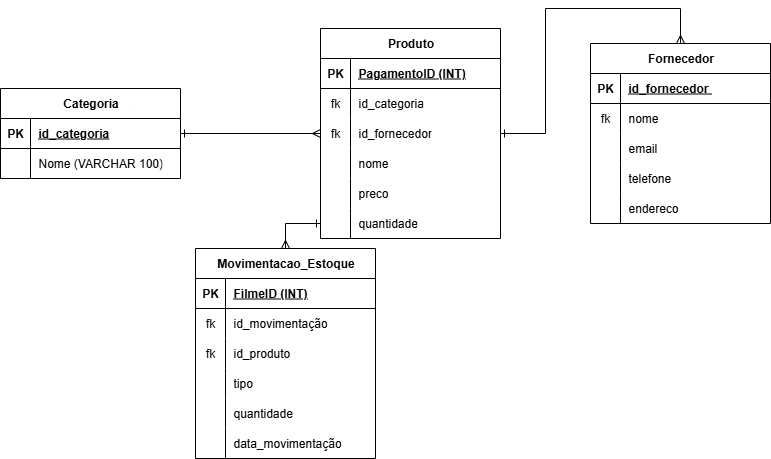 Categoria
PK id_categoria
Nome (VARCHAR 100)
Produto
PK PagamentoID (INT)
fk id_categoria
fk id_fornecedor
nome
preco
quantidade
Fornecedor
PK id_fornecedor
fk nome
email
telefone
endereco
Movimentacao_Estoque
PK FilmeID (INT)
fk id_movimentação
fk id_produto
tipo
quantidade
data_movimentação